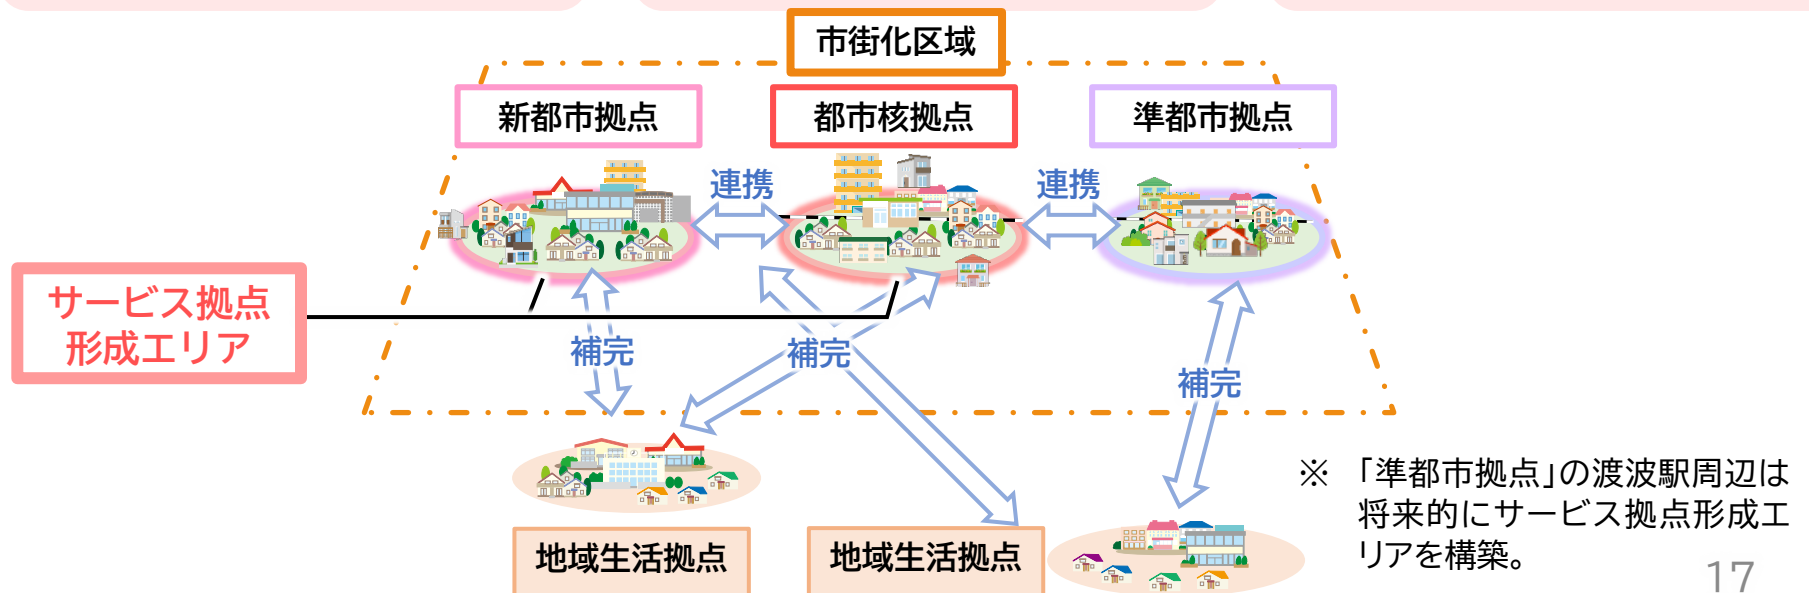 市街化区域
新都市拠点
都市核拠点
準都市拠点
連携
連携
サービス拠点
形成エリア
補完
補完
補完
※ 「準都市拠点」の渡波駅周辺は
将来的にサービス拠点形成エ
リアを構築。
地域生活拠点
地域生活拠点
17